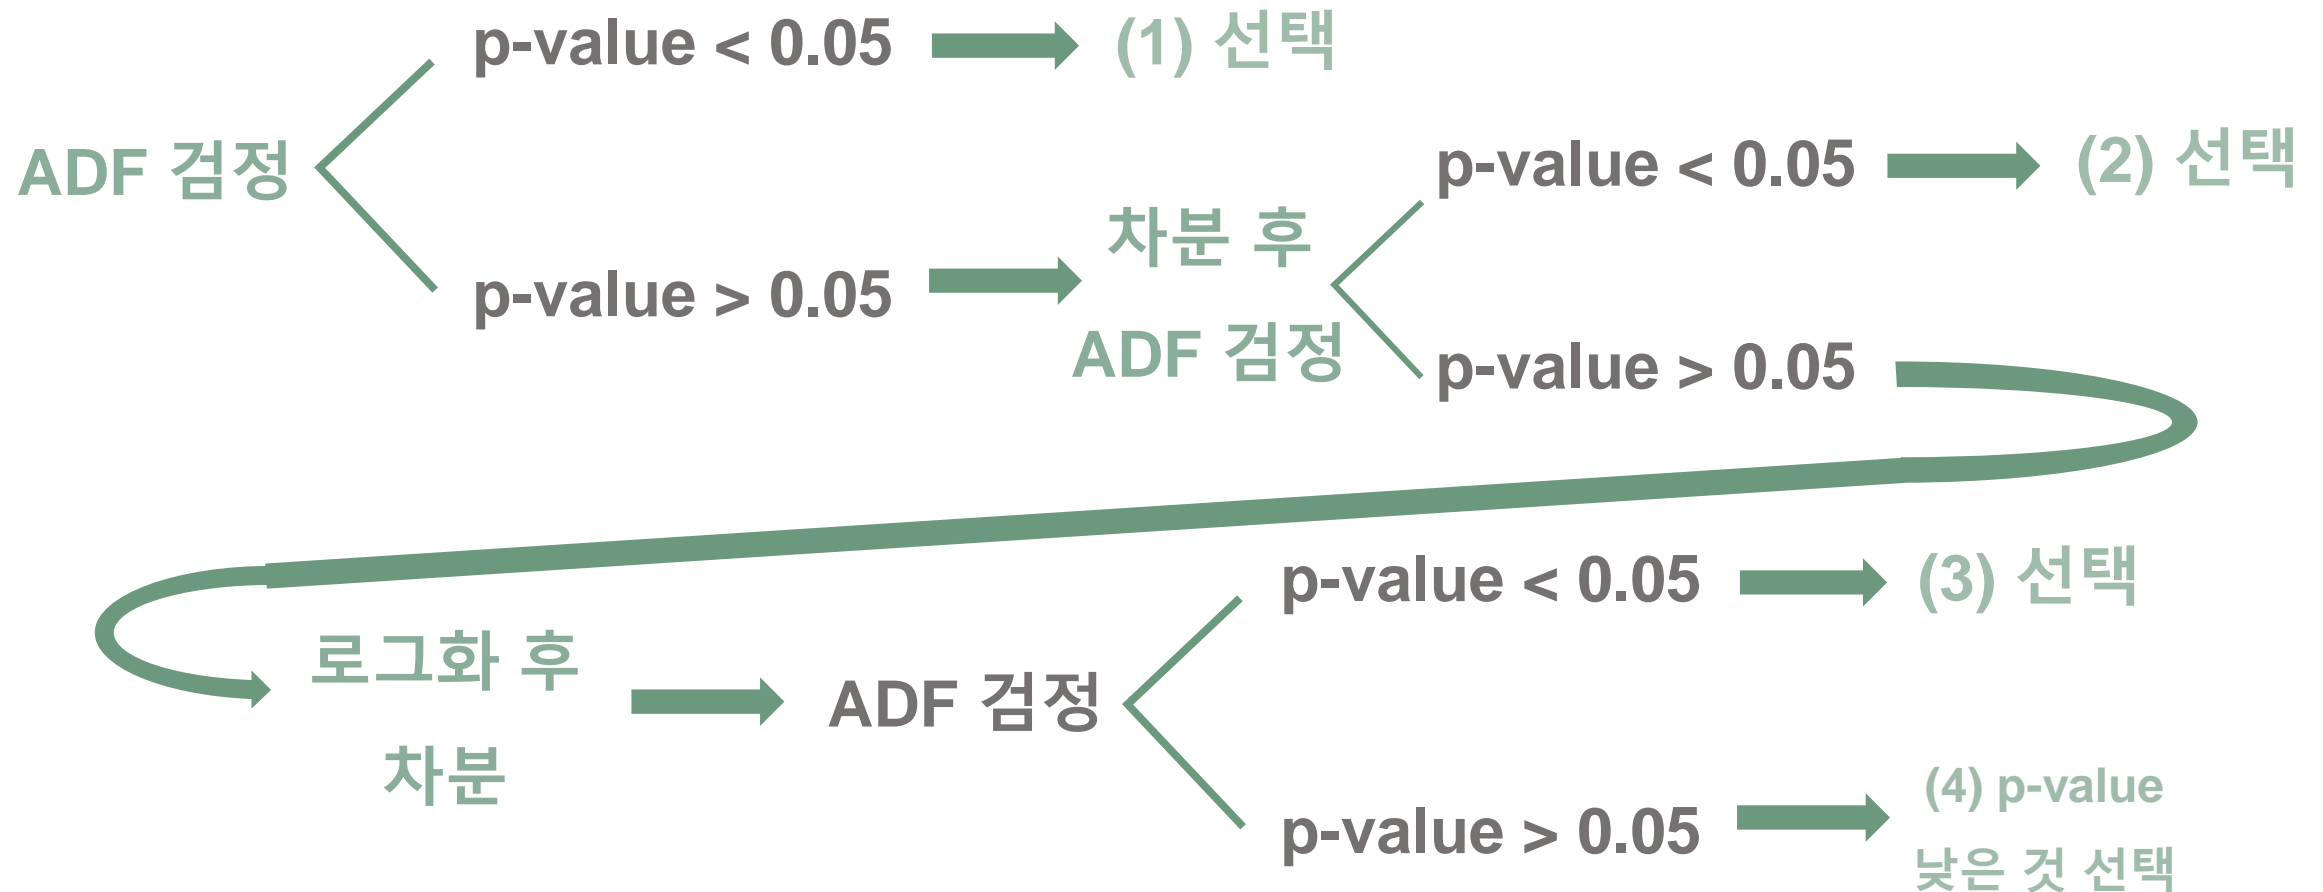 p-value < 0.05
(1) 선택
ADF 검정
p-value > 0.05
차분 후
ADF 검정
p-value < 0.05
(2) 선택
p-value > 0.05
로그화 후
차분
ADF 검정
p-value < 0.05
(3) 선택
p-value > 0.05
(4) p-value
낮은 것 선택